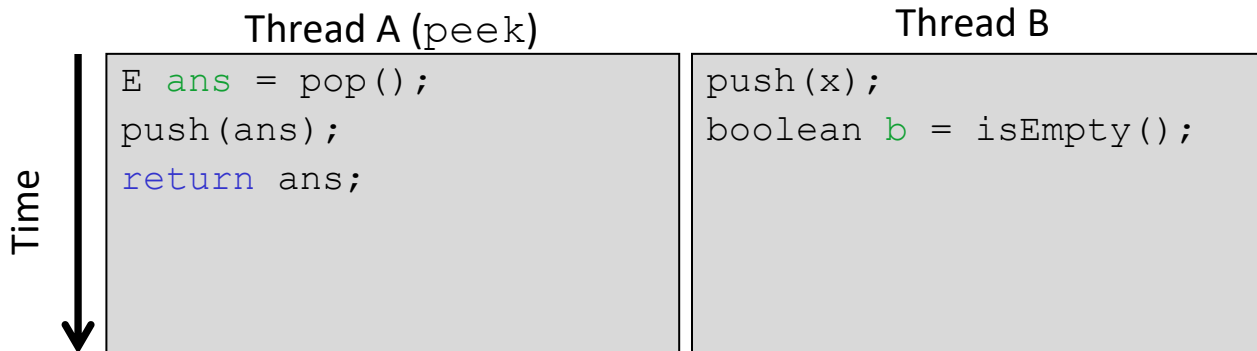 Thread A (peek)
Thread B
Time
E ans = pop();
push(ans);
return ans;
push(x);
boolean b = isEmpty();